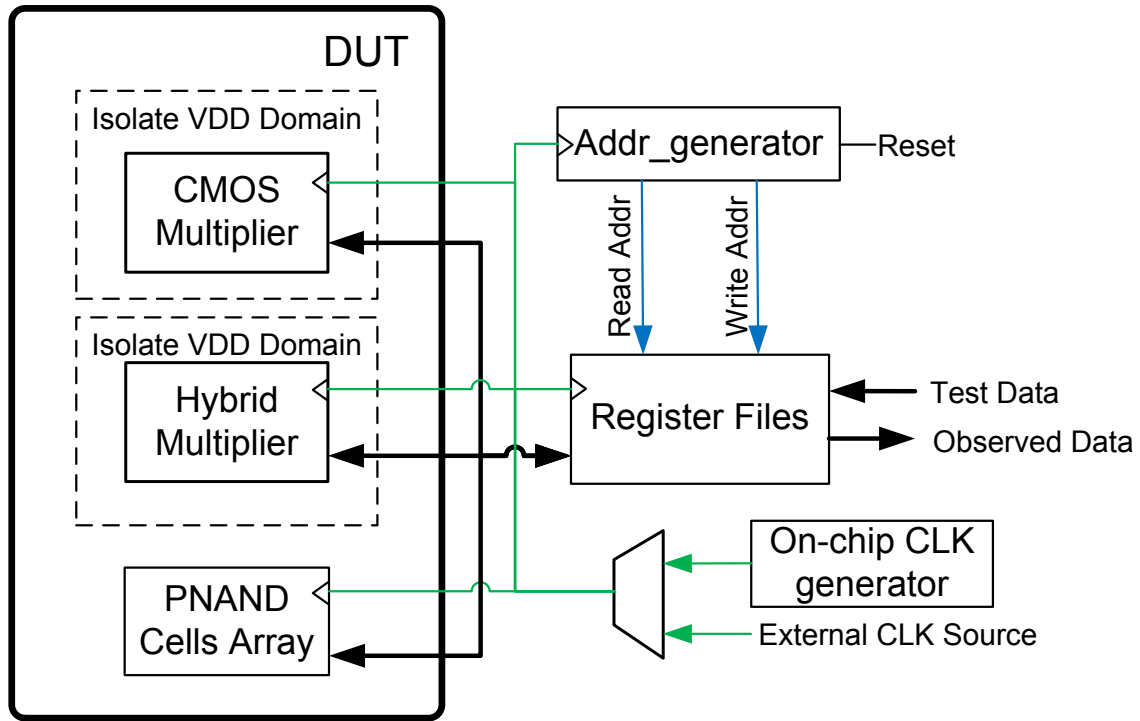 DUT
Isolate VDD Domain
CMOS
Multiplier
Isolate VDD Domain
Hybrid
Multiplier
PNAND
Cells Array
Addr_generator
Reset
Read Addr
Write Addr
Register Files
Test Data
Observed Data
On-chip CLK
generator
External CLK Source